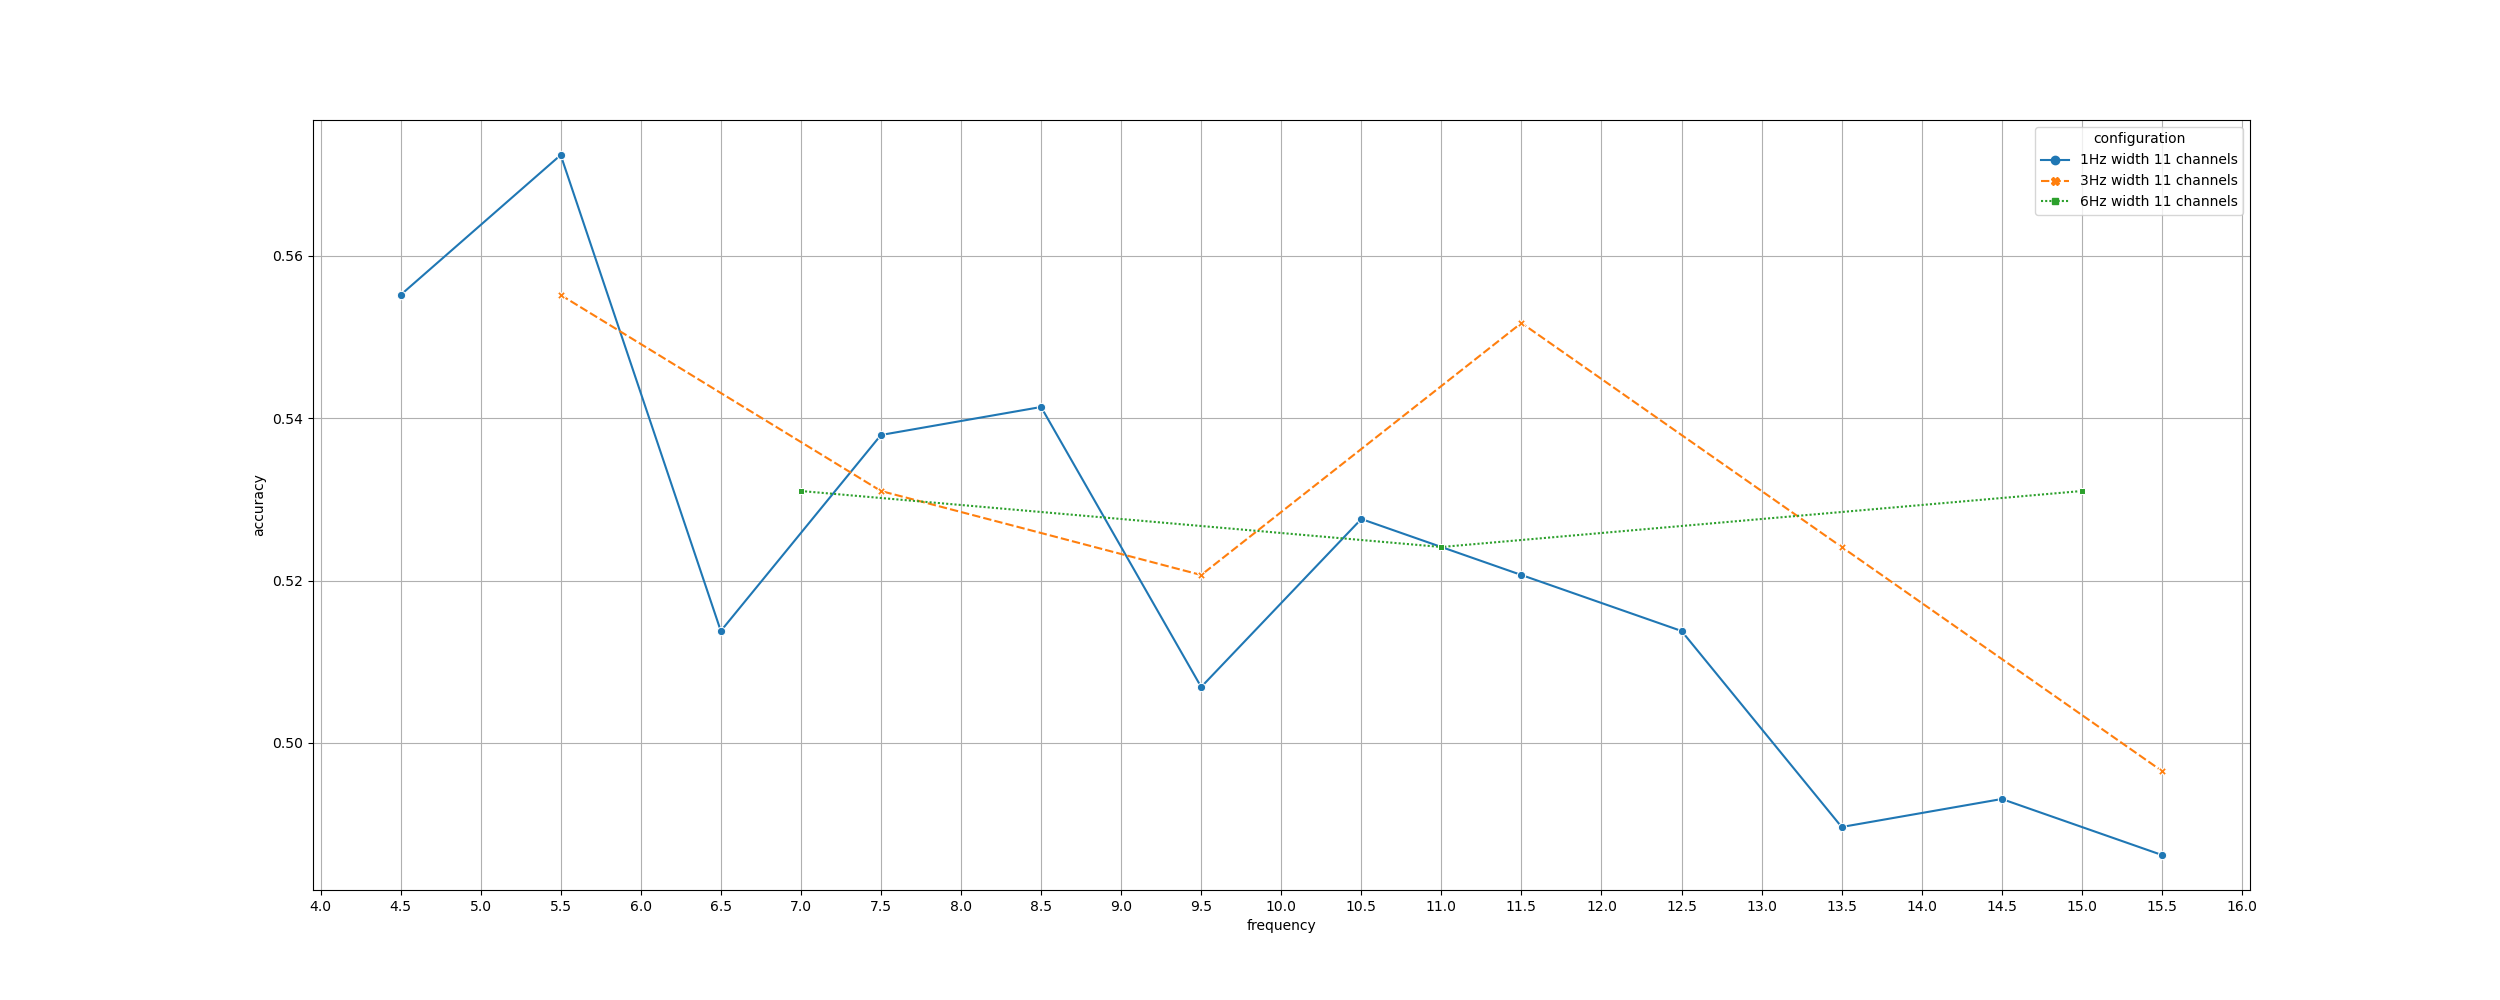 configuration
1Hz width 11 channels
3Hz width 11 channels
6Hz width 11 channels
0.56
0.54
0.52
0.50
accuracy
4.0 4.5 5.0 5.5 6.0 6.5 7.0 7.5 8.0 8.5 9.0 9.5 10.0 10.5 11.0 11.5 12.0 12.5 13.0 13.5 14.0 14.5 15.0 15.5 16.0
frequency